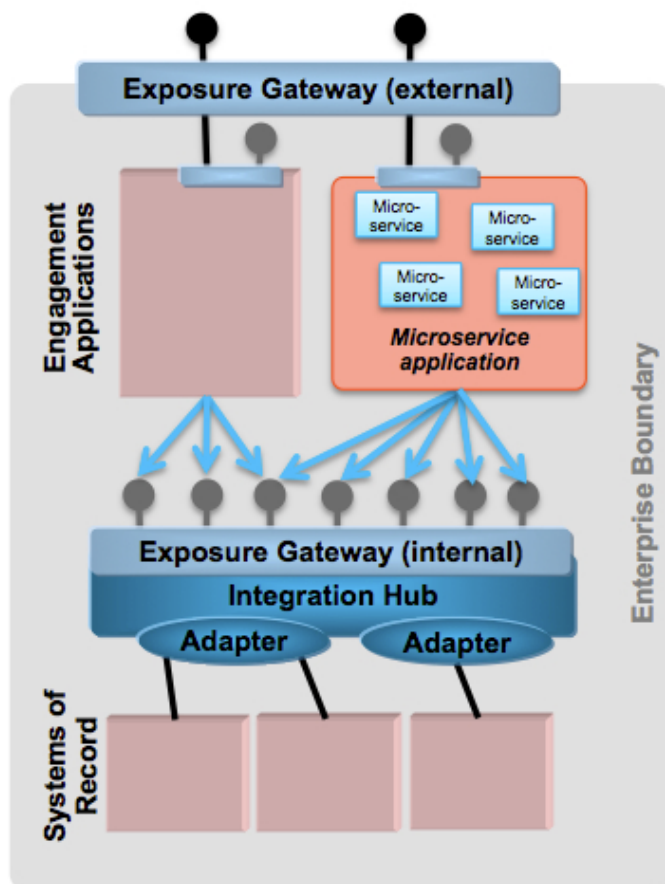 Exposure Gateway (external)
Engagement
Applications
Micro-
service
Micro-
service
Micro-
service
Micro-
service
Microservice
application
Enterprise Boundary
Exposure Gateway (internal)
Integration Hub
Adapter
Adapter
Systems of
Record